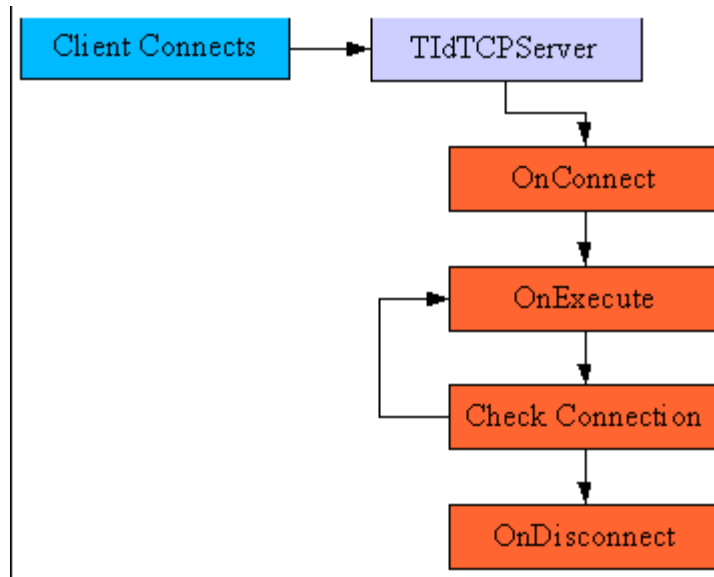 Client Connects
TIdTCPServer
OnConnect
OnExecute
Check Connection
OnDisconnect